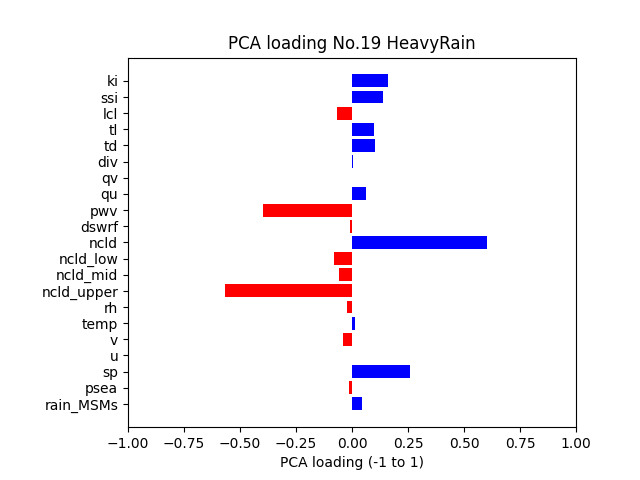 PCA loading No.19 HeavyRain
ki
ssi
lcl
tl
td
div
qv
qu
pwv
dswrf
ncld
ncld_low
ncld_mid
ncld_upper
rh
temp
v
u
sp
psea
rain_MSMs
−1.00 −0.75 −0.50 −0.25 0.00 0.25 0.50 0.75 1.00
PCA loading (-1 to 1)